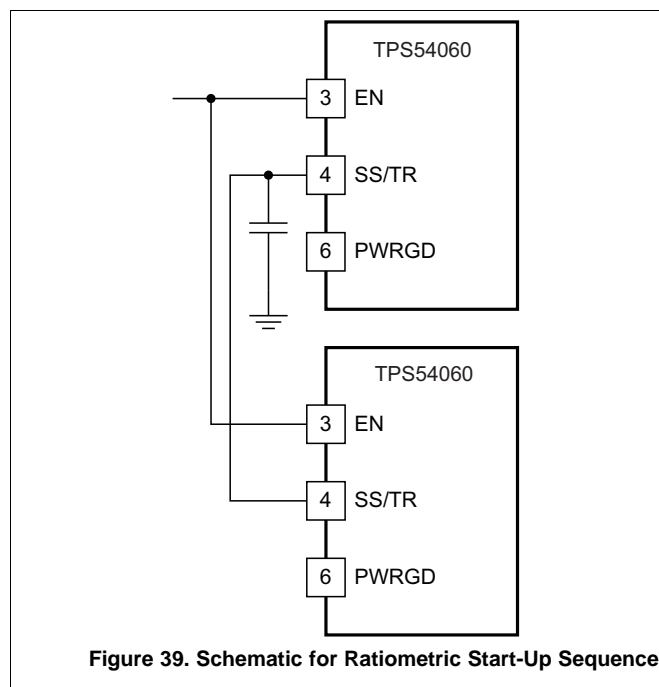 TPS54060
3 EN
4 SS/TR
6 PWRGD
TPS54060
3 EN
4 SS/TR
6 PWRGD
Figure 39. Schematic for Ratiometric Start-Up Sequence